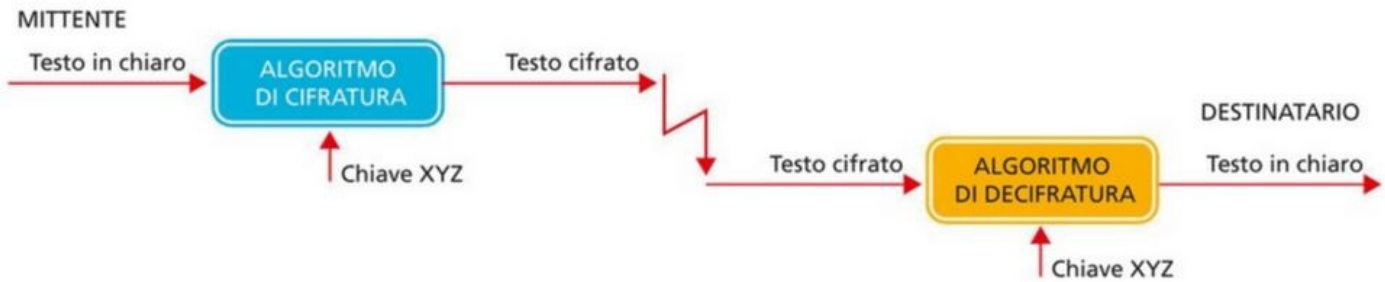 MITTENTE
Testo in chiaro
ALGORITMO
DI CIFRATURA
Testo cifrato
Chiave XYZ
DESTINATARIO
Testo cifrato
ALGORITMO
DI DECIFRATURA
Testo in chiaro
Chiave XYZ